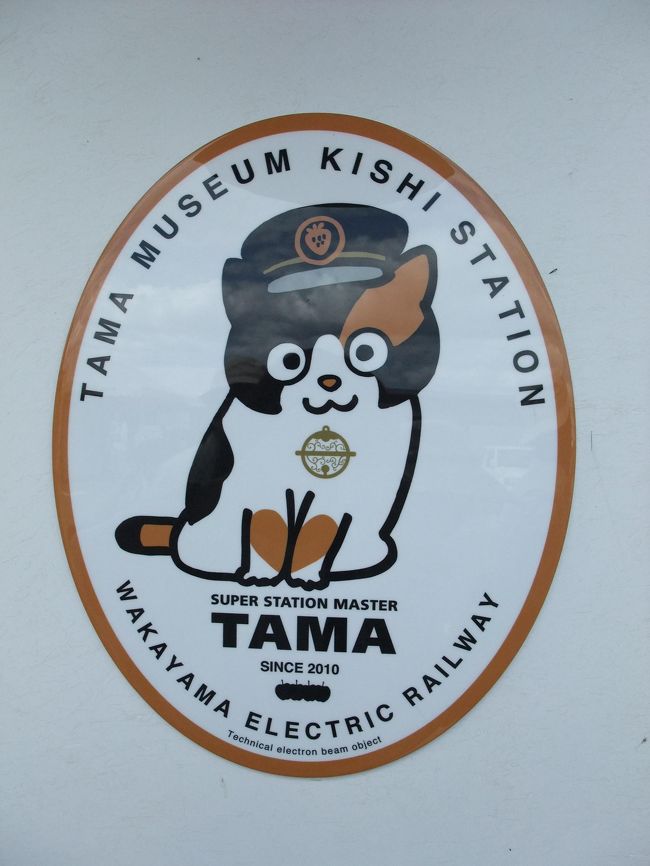 TAMA MUSEUM KISHI STATION
SUPER STATION MASTER
TAMA
SINCE 2010
WAKAYAMA ELECTRIC RAILWAY
Technical electron beam object